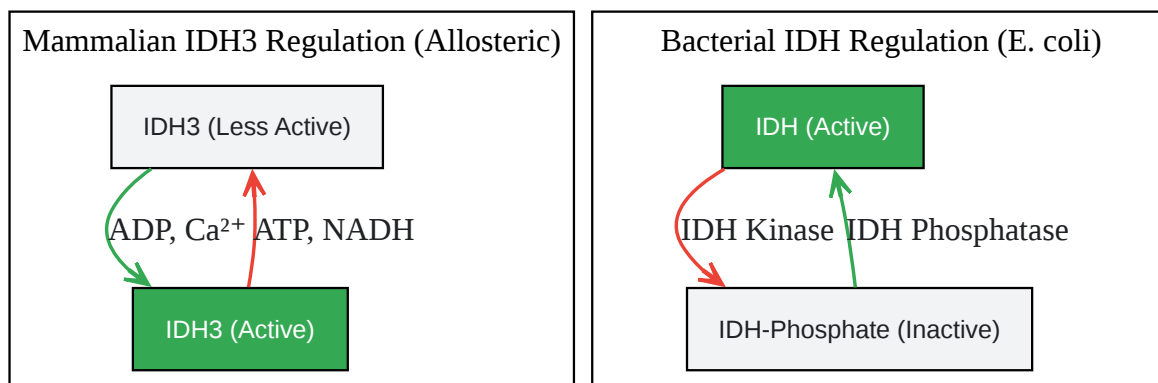 Mammalian IDH3 Regulation (Allosteric)
IDH3 (Less Active)
ADP, Ca²⁺ ATP, NADH
IDH3 (Active)
Bacterial IDH Regulation (E. coli)
IDH (Active)
IDH Kinase IDH Phosphatase
IDH-Phosphate (Inactive)